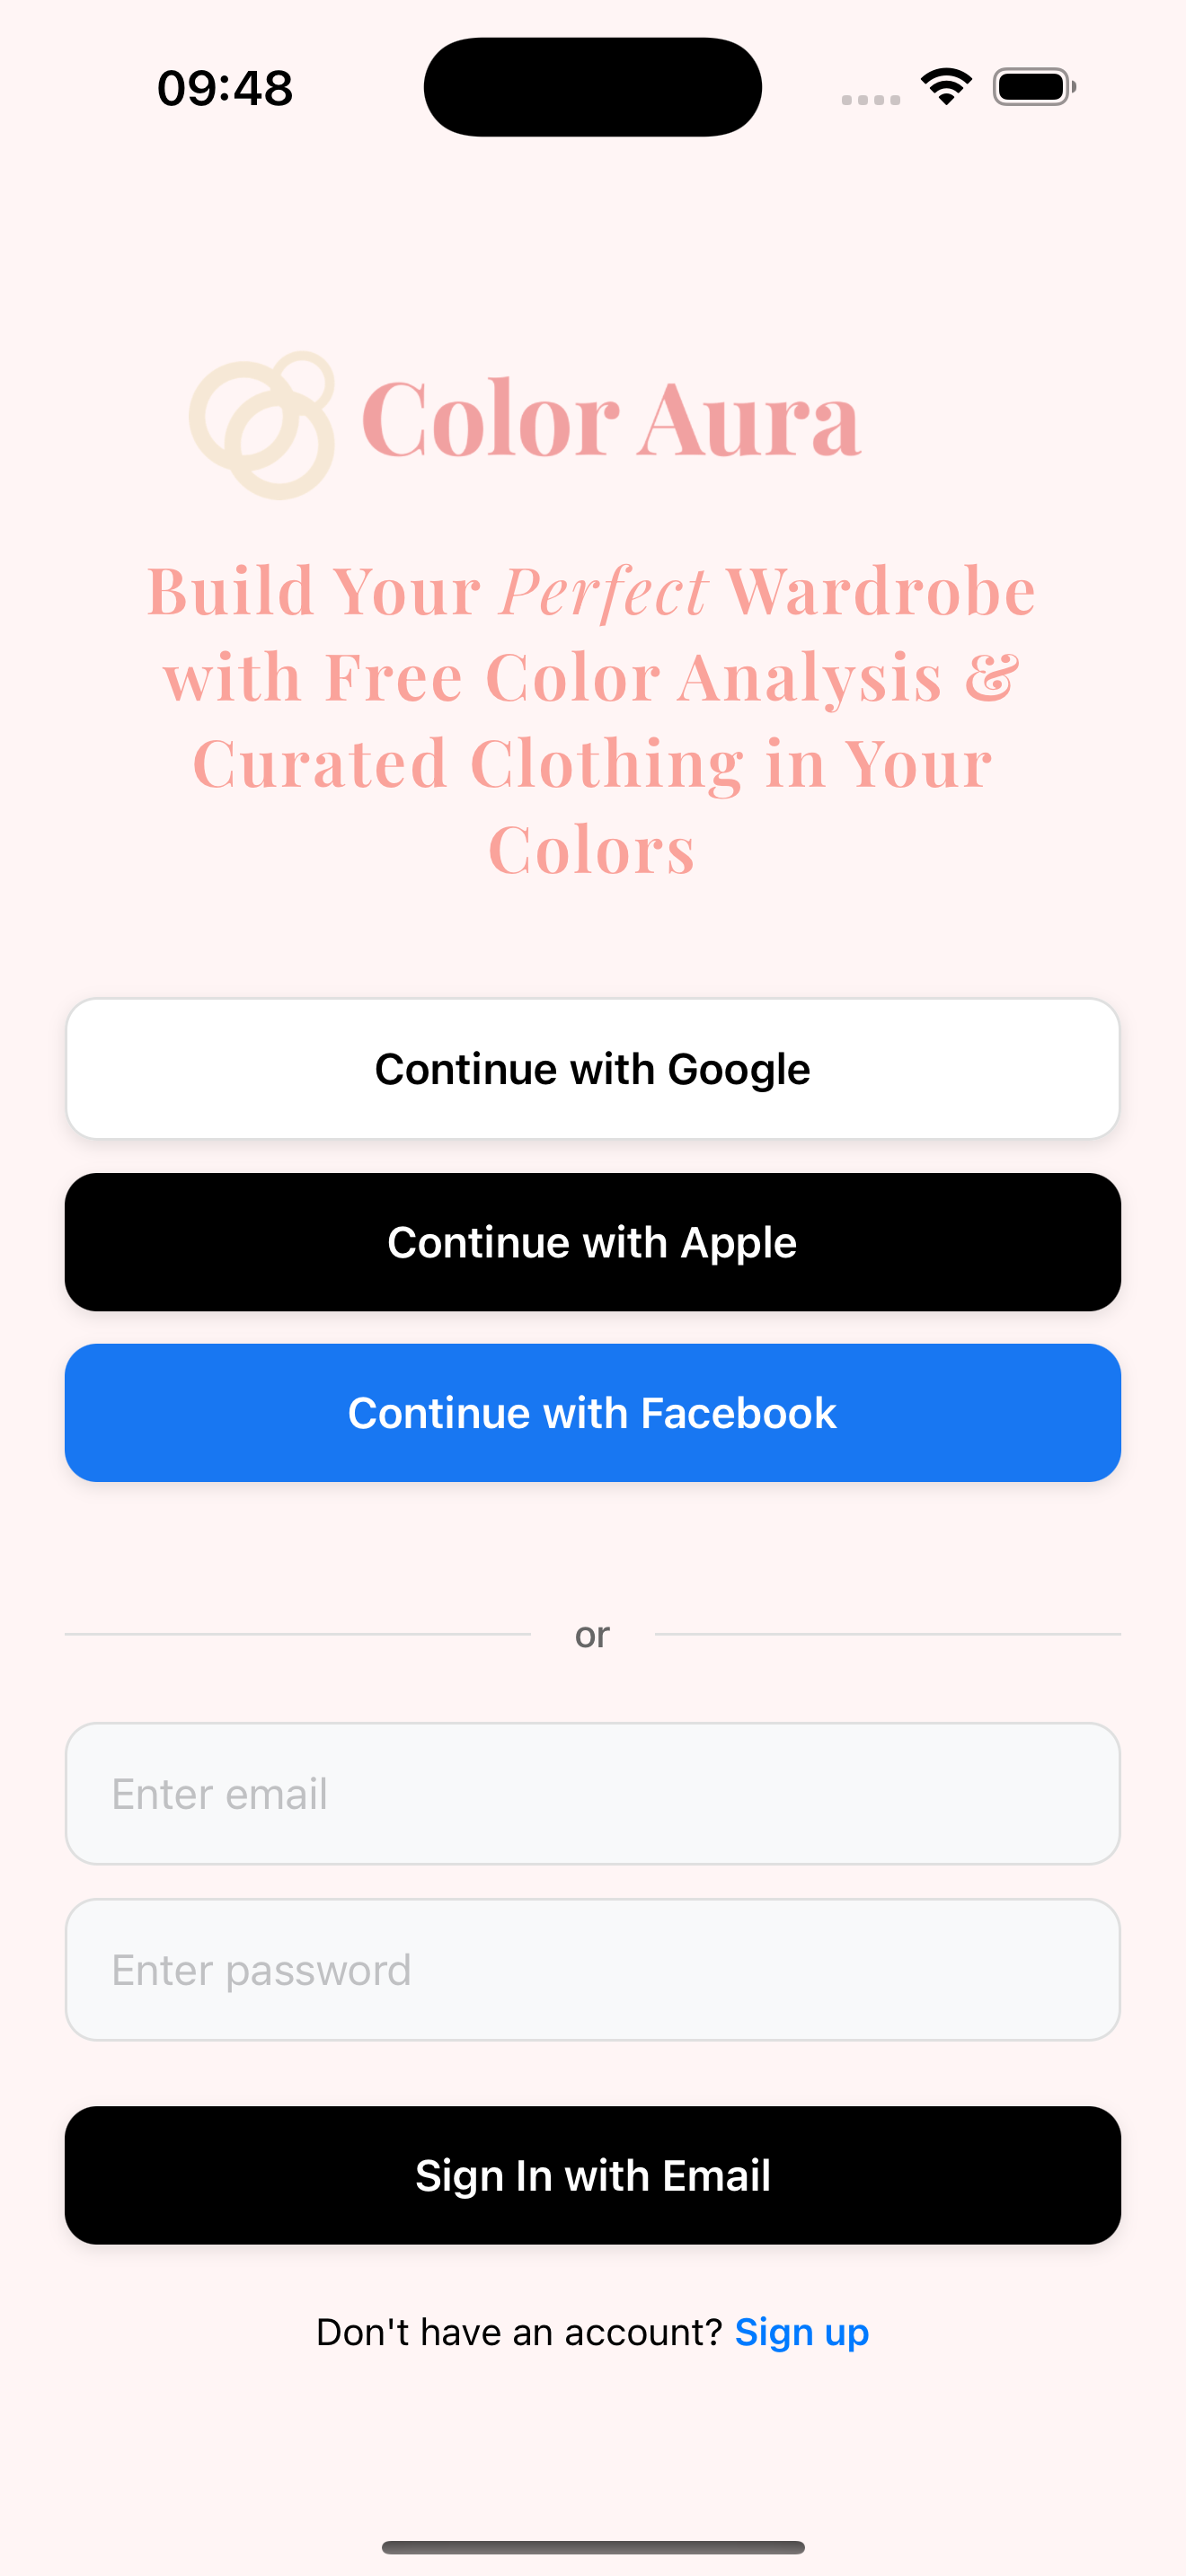 09:48
Color Aura
Build Your Perfect Wardrobe
with Free Color Analysis &
Curated Clothing in Your
Colors
Continue with Google
Continue with Apple
Continue with Facebook
or
Enter email
Enter password
Sign In with Email
Don't have an account? Sign up